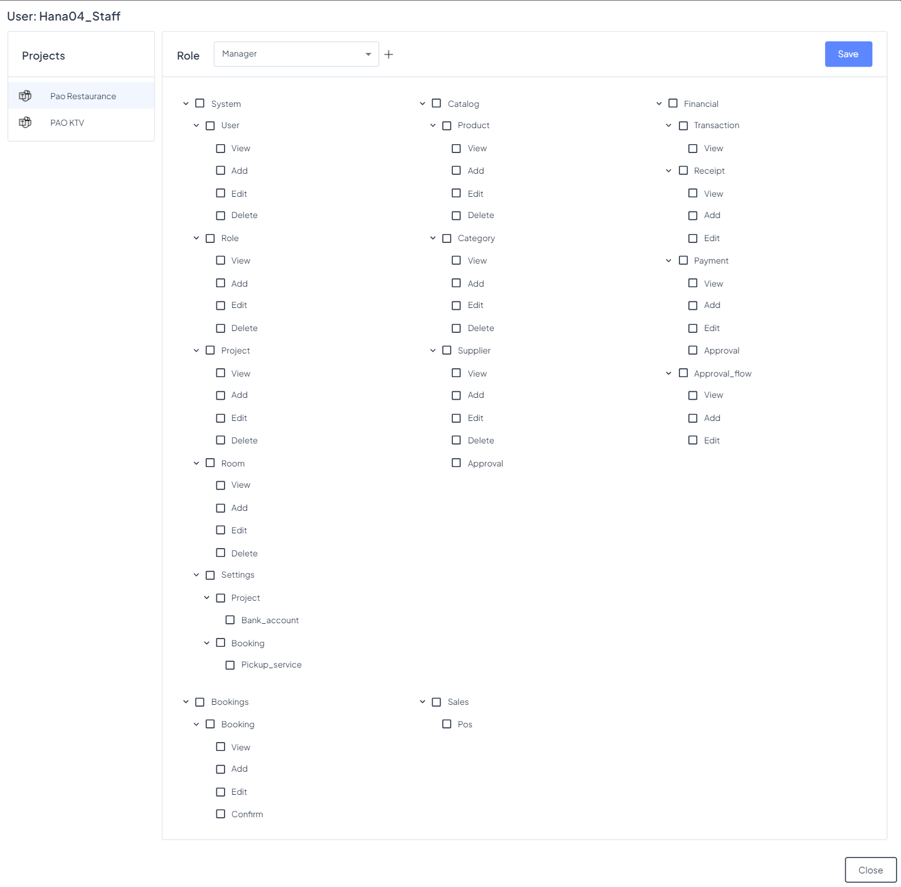 User: Hana04_Staff
Projects
Pao Restaurance
PAO KTV
Role
Manager
Save
System
User
View
Add
Edit
Delete
Role
View
Add
Edit
Delete
Project
View
Add
Edit
Delete
Room
View
Add
Edit
Delete
Settings
Project
Bank_account
Booking
Pickup_service
Catalog
Product
View
Add
Edit
Delete
Category
View
Add
Edit
Delete
Supplier
View
Add
Edit
Delete
Approval
Financial
Transaction
View
Receipt
View
Add
Edit
Payment
View
Add
Edit
Approval
Approval_flow
View
Add
Edit
Bookings
Booking
View
Add
Edit
Confirm
Sales
Pos
Close